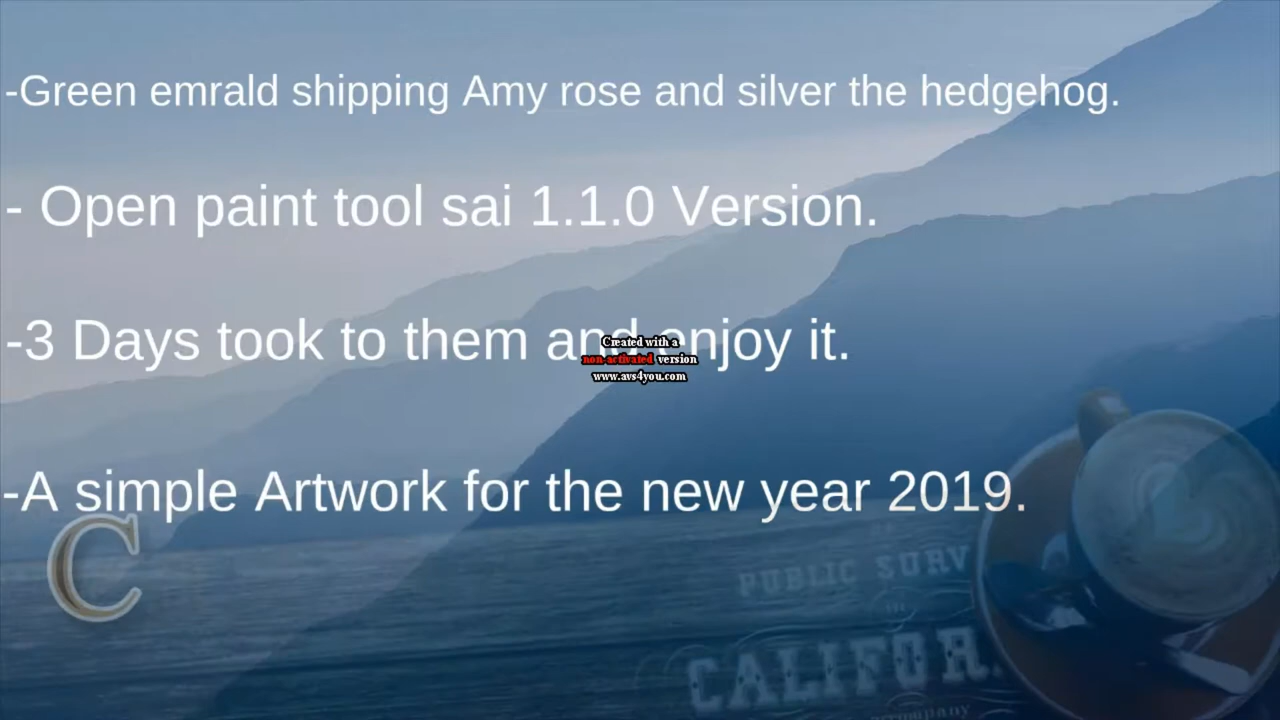 -Green emrald shipping Amy rose and silver the hedgehog.
- Open paint tool sai 1.1.0 Version.
-3 Days took to them and enjoy it.
Created with a
non-activated version
www.avs4you.com
-A simple Artwork for the new year 2019.
C
PUBLIC SURV
CALIFOR